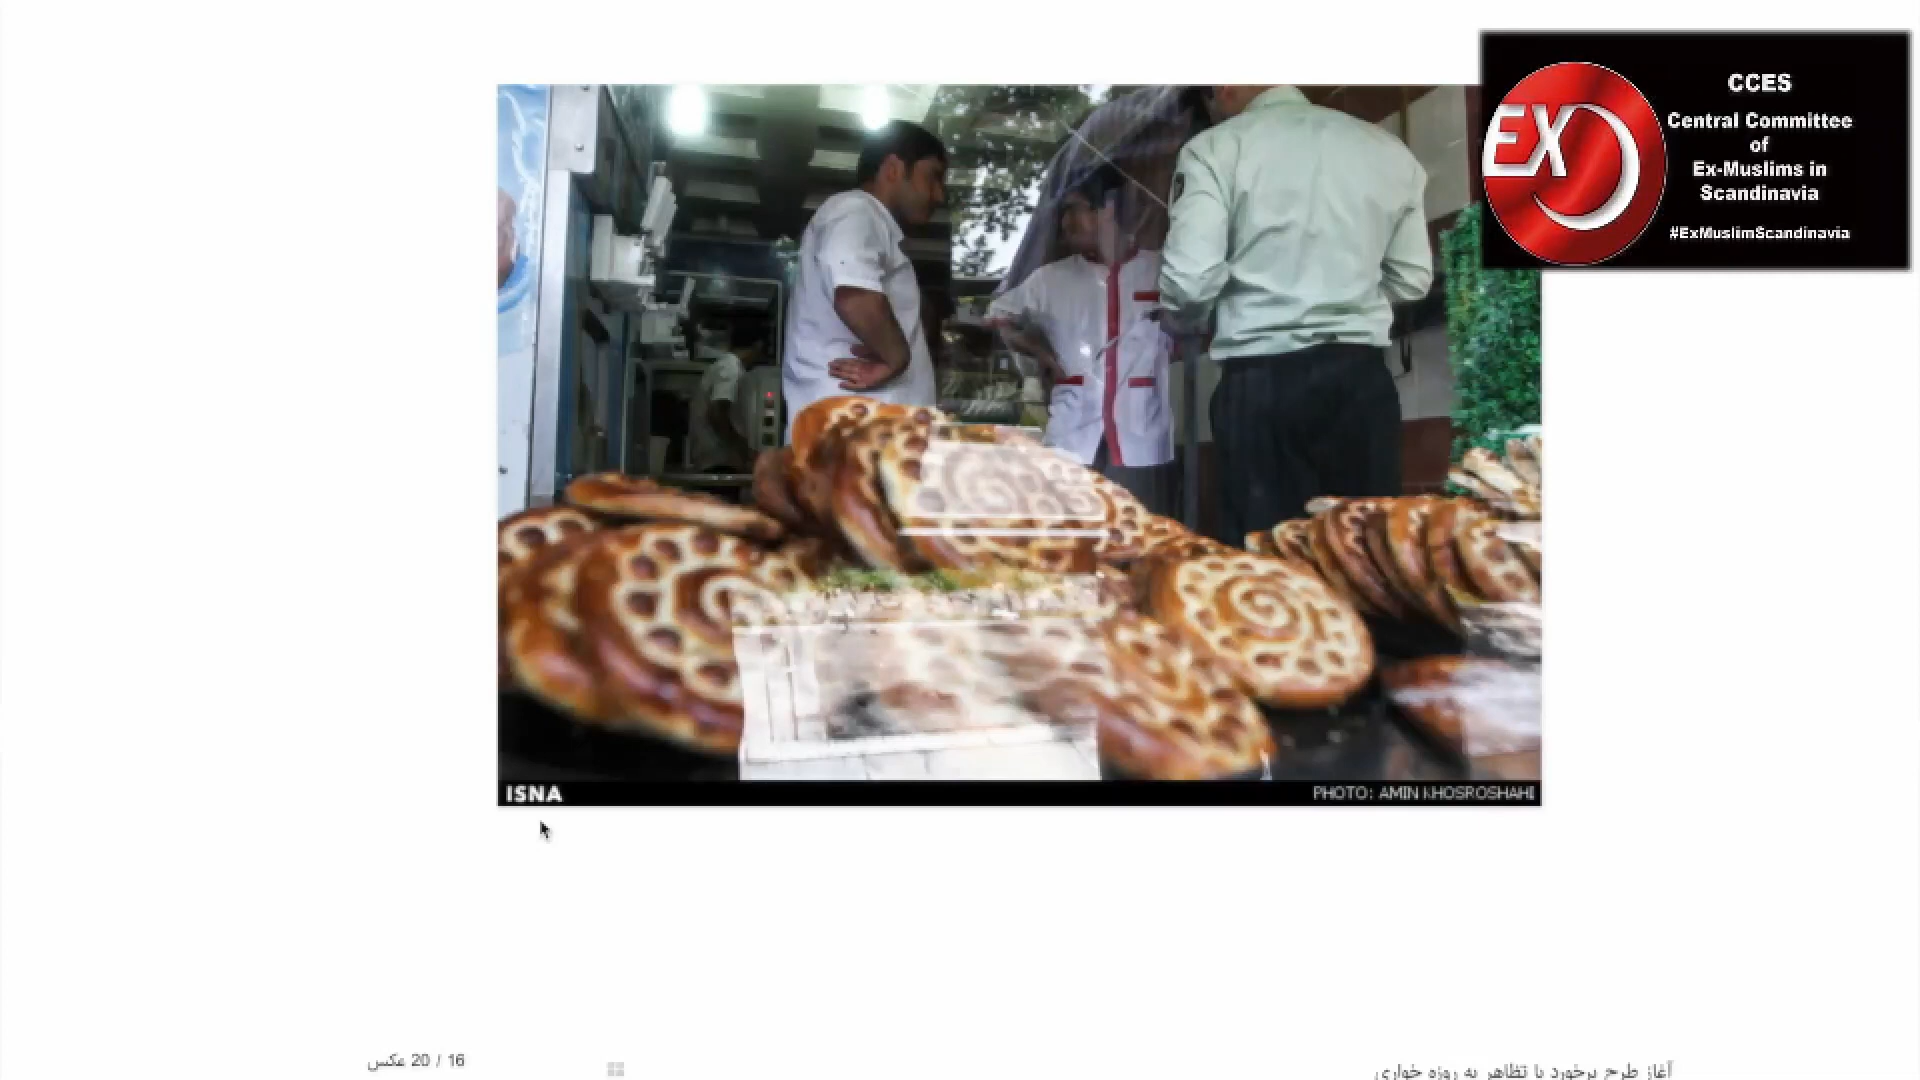 CCES
Central Committee
of
Ex-Muslims in
Scandinavia
#ExMuslimScandinavia
EX
ISNA
PHOTO: AMIN KHOSROSHAHI
16 / 20 عکس
آغاز طرح برخورد با تظاهر به روزه خواری